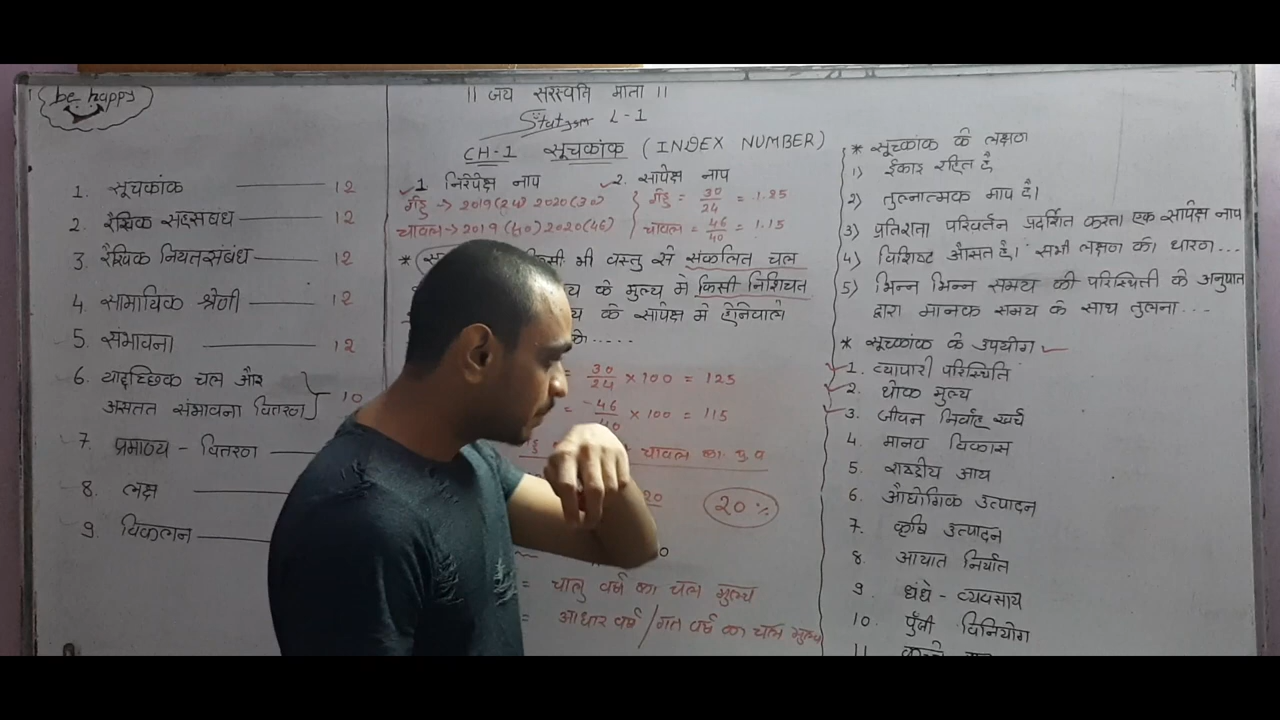 be happy
1. सूचकांक —— 12
2. रैखिक सहसंबंध —— 12
3. रैखिक नियतसंबंध — 12
4. सामायिक श्रेणी —— 12
5. संभावना —— 12
6. यादृच्छिक चल और
असतत संभावना वितरण } 10
7. प्रमाण्य - वितरण ——
8. लक्ष ——
9. विकलन ——
।। जय सरस्वति माता ।।
L-1
CH-1 सूचकांक (INDEX NUMBER)
1. निरपेक्ष नाप 2. सापेक्ष नाप
गेहूं → 2019(24) 2020(30) } गेहूं = 30/24 = 1.25
चावल → 2019(40) 2020(46) चावल = 46/40 = 1.15
* किसी भी वस्तु से संकलित चल
के मुल्य मे किसी निश्चित
के सापेक्ष में होनेवाले
= 30/24 × 100 = 125
= 46/40 × 100 = 115
चावल का
20 20 %
0
= चालु वर्ष का चल मुल्य
= आधार वर्ष / गत वर्ष का चल मुल्य
* सूचकांक के लक्षण
1) ईकाइ रहित है
2) तुलनात्मक माप है।
3) प्रतिशत परिवर्तन प्रदर्शित करता एक सापेक्ष नाप
4) विशिष्ट औसत है। सभी लक्षण को धारण...
5) भिन्न भिन्न समय की परिस्थिती के अनुपात
द्वारा मानक समय के साथ तुलना...
* सूचकांक के उपयोग
1. व्यापारी परिस्थिति
2. थोक मुल्य
3. जीवन निर्वाह खर्च
4. मानव विकास
5. राष्ट्रीय आय
6. औद्योगिक उत्पादन
7. कृषि उत्पादन
8. आयात निर्यात
9. धंधे - व्यवसाय
10. पुँजी विनियोग
11.